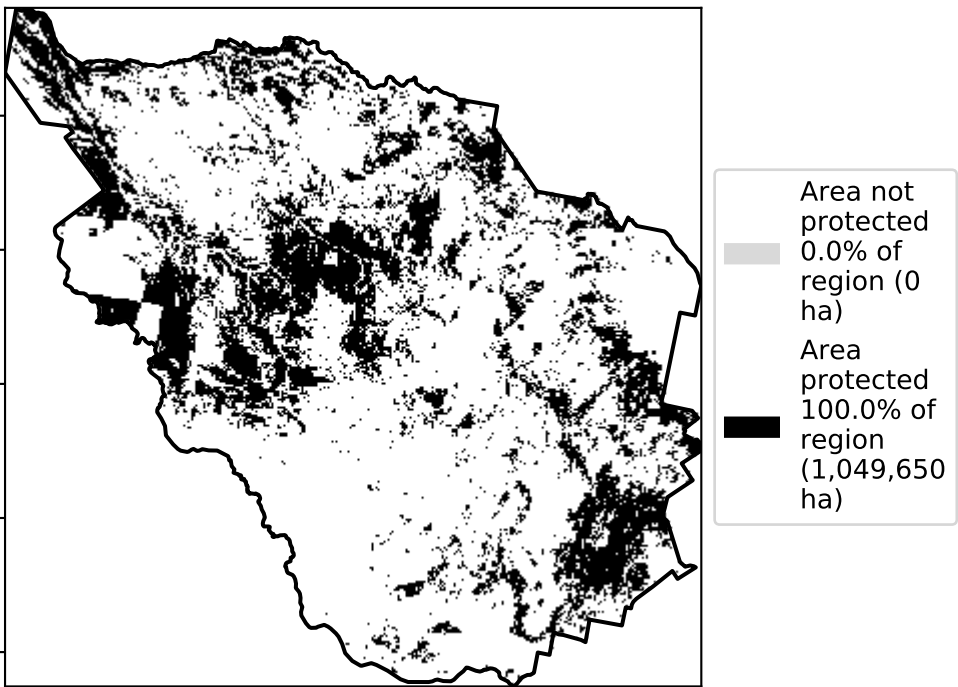 Area not
protected
0.0% of
region (0
ha)
Area
protected
100.0% of
region
(1,049,650
ha)